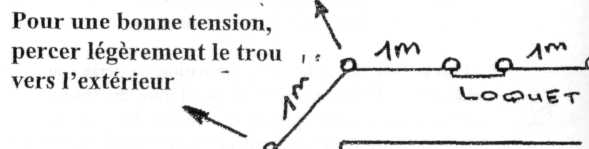 Pour une bonne tension,
percer légèrement le trou
vers l'extérieur
1m
1m
1m
LOQUET